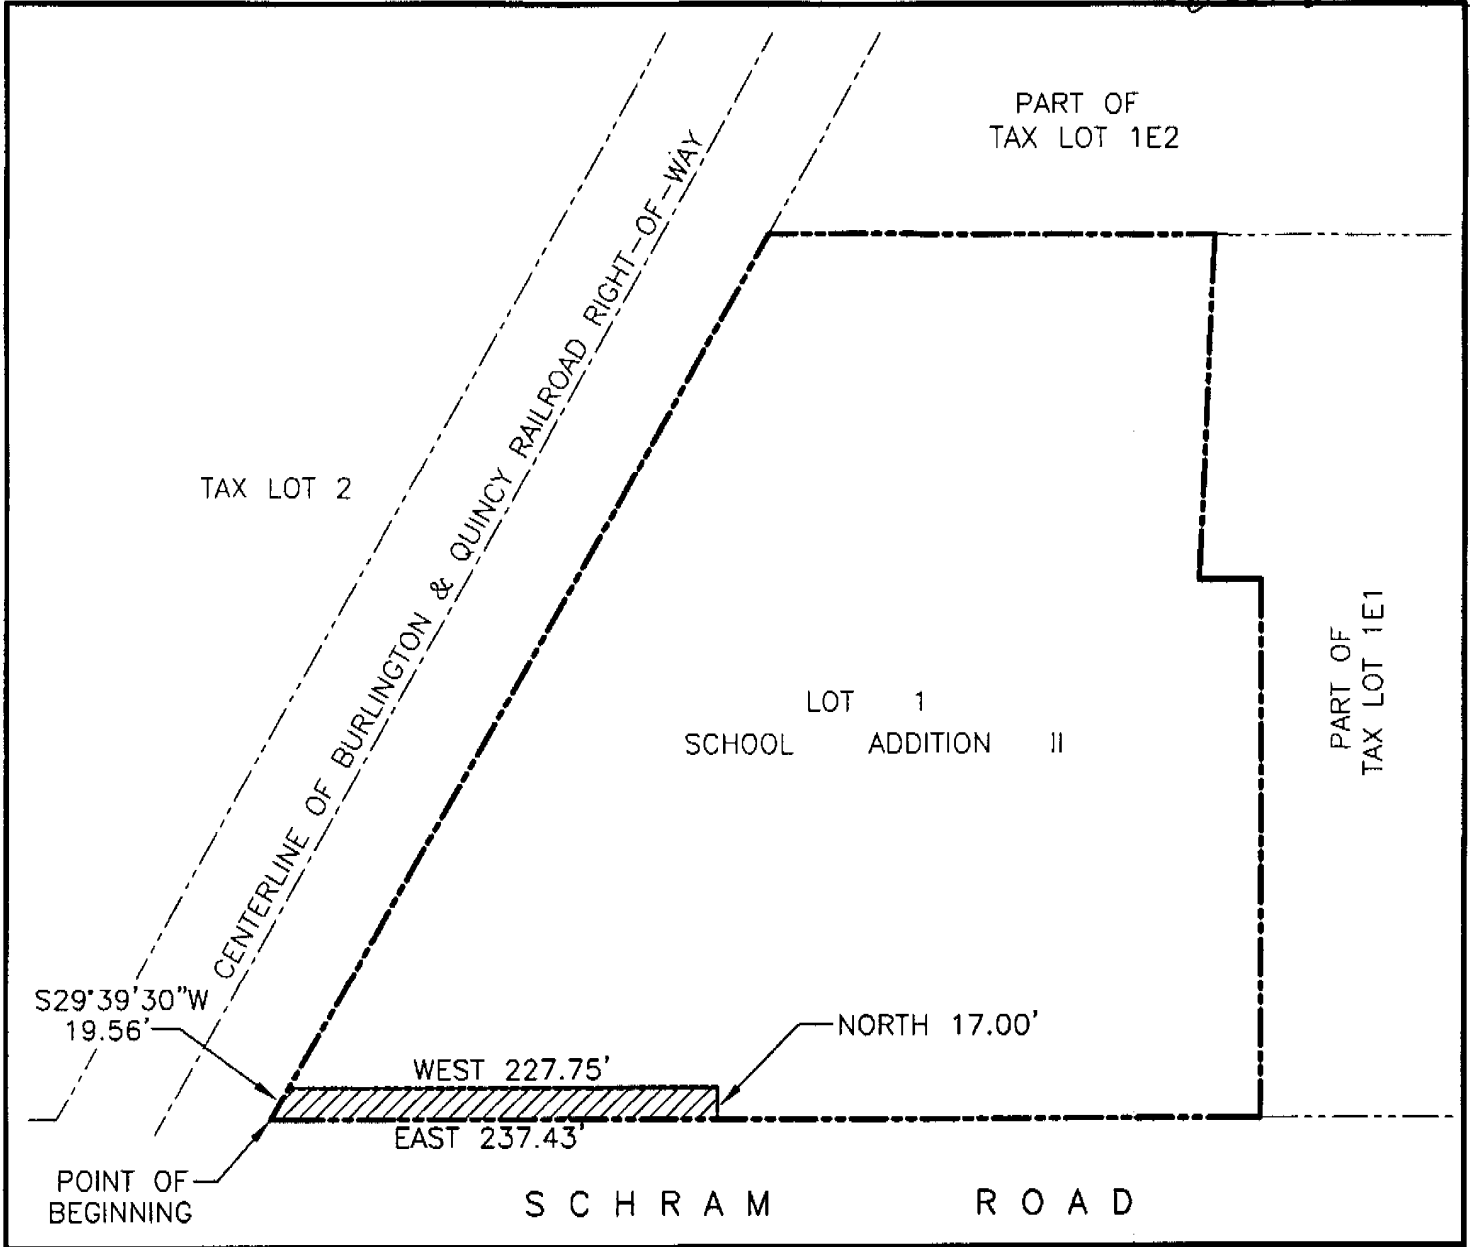 PART OF
TAX LOT 1E2
CENTERLINE OF BURLINGTON & QUINCY RAILROAD RIGHT-OF-WAY
TAX LOT 2
PART OF
TAX LOT 1E1
LOT 1
SCHOOL ADDITION II
S29°39'30"W
19.56'
NORTH 17.00'
WEST 227.75'
EAST 237.43'
POINT OF
BEGINNING
SCHRAM ROAD